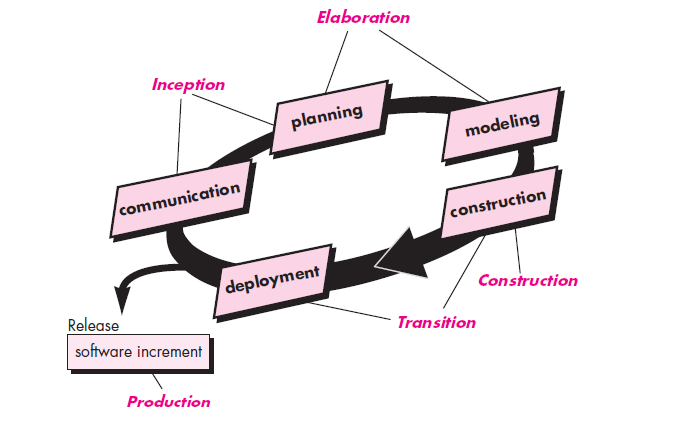 Elaboration
Inception
planning
modeling
communication
construction
deployment
Construction
Transition
Release
software increment
Production